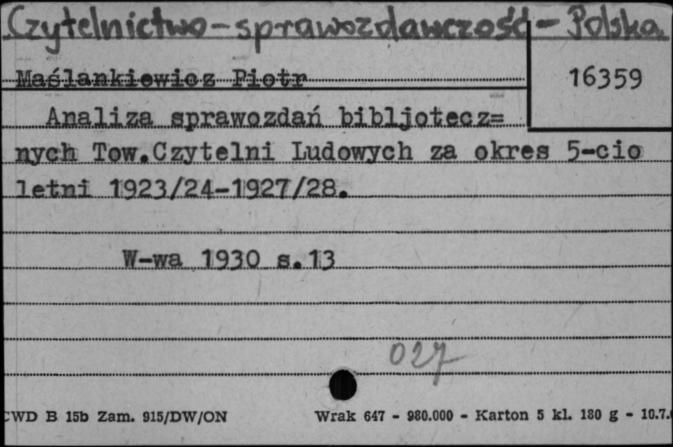 Czytelnictwo - sprawozdawczość - Polska
Maślankiewicz Piotr
16359
Analiza sprawozdań bibljotecz=
nych Tow.Czytelni Ludowych za okres 5-cio
letni 1923/24-1927/28.
W-wa 1930 s.13
027
CWD B 15b Zam. 915/DW/ON Wrak 647 - 980.000 - Karton 5 kl. 180 g - 10.7.